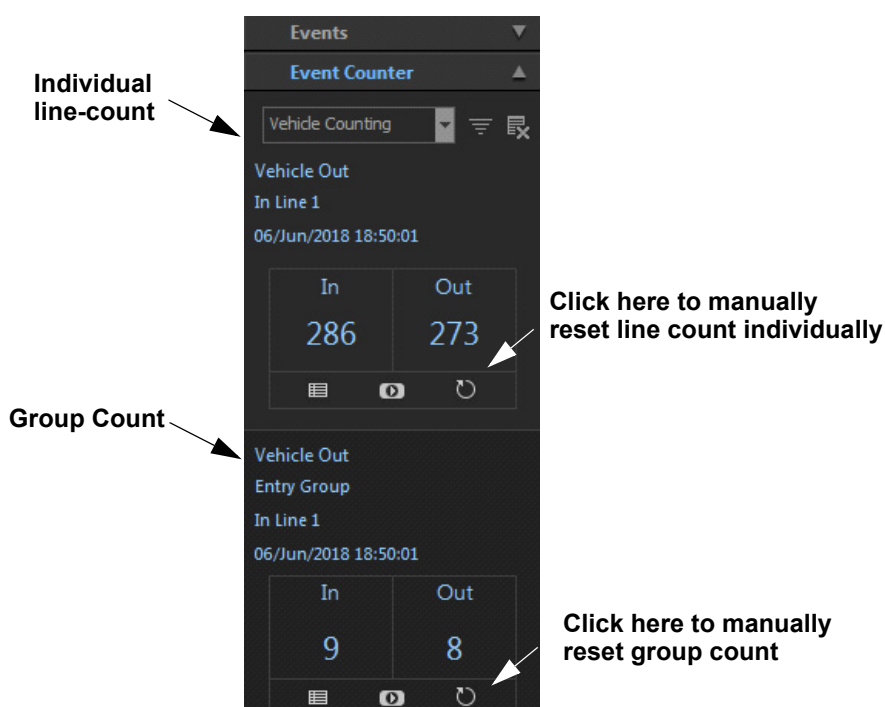 Events
Event Counter
Individual
line-count
Vehicle Counting
Vehicle Out
In Line 1
06/Jun/2018 18:50:01
In Out
286 273
Click here to manually
reset line count individually
Group Count
Vehicle Out
Entry Group
In Line 1
06/Jun/2018 18:50:01
In Out
9 8
Click here to manually
reset group count